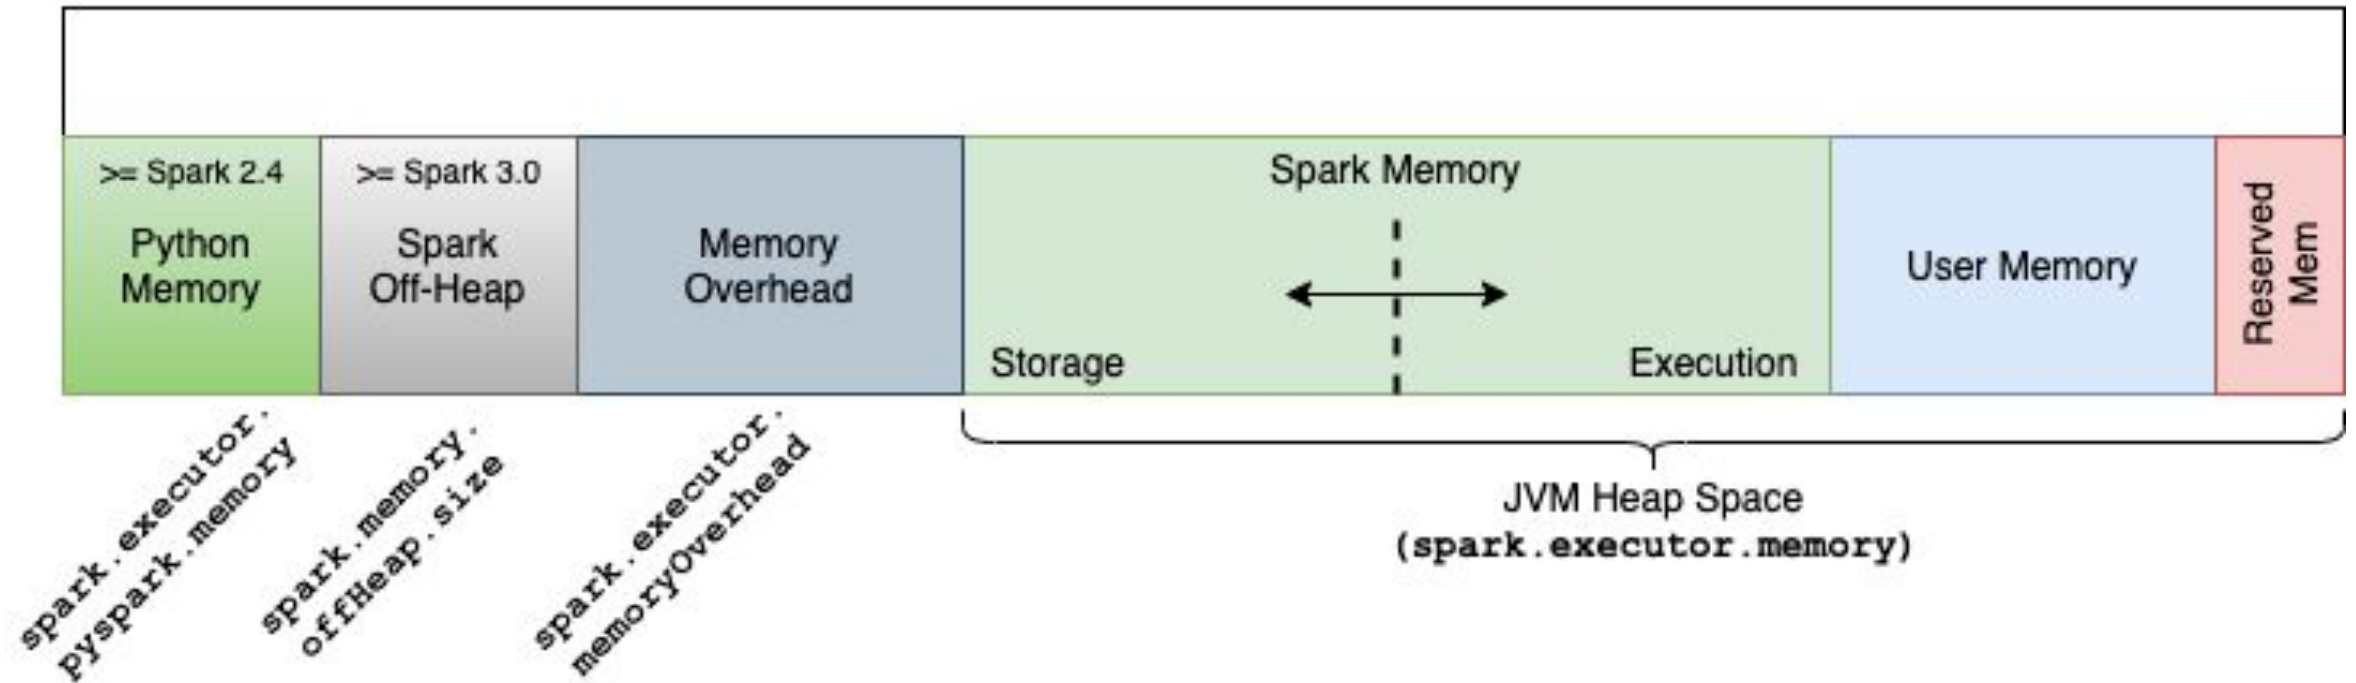 >= Spark 2.4
Python
Memory
>= Spark 3.0
Spark
Off-Heap
Memory
Overhead
Spark Memory
Storage
Execution
User Memory
Reserved
Mem
spark.executor.
pyspark.memory
spark.memory.
offHeap.size
spark.executor.
memoryOverhead
JVM Heap Space
(spark.executor.memory)